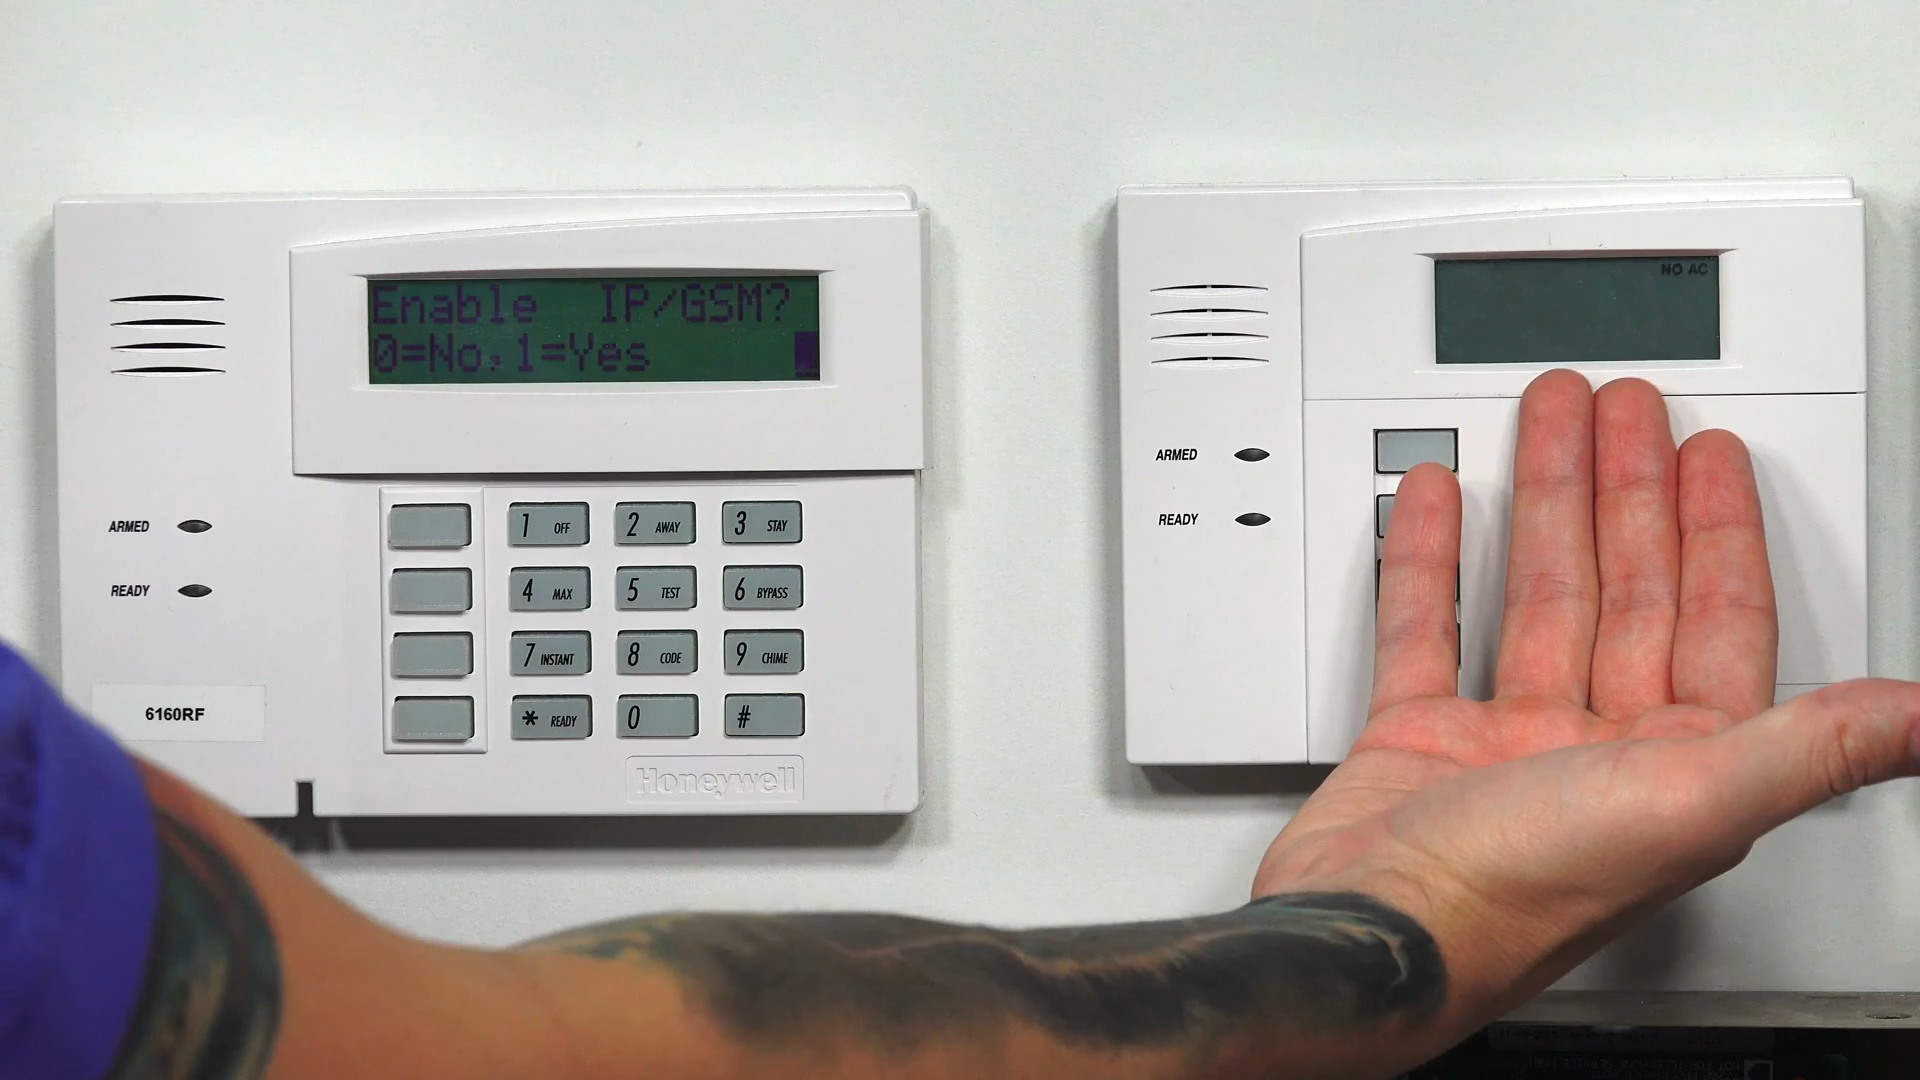 Enable IP/GSM?
0=No,1=Yes
ARMED
READY
6160RF
1 OFF
2 AWAY
3 STAY
4 MAX
5 TEST
6 BYPASS
7 INSTANT
8 CODE
9 CHIME
* READY
0
#
Honeywell
NO AC
ARMED
READY